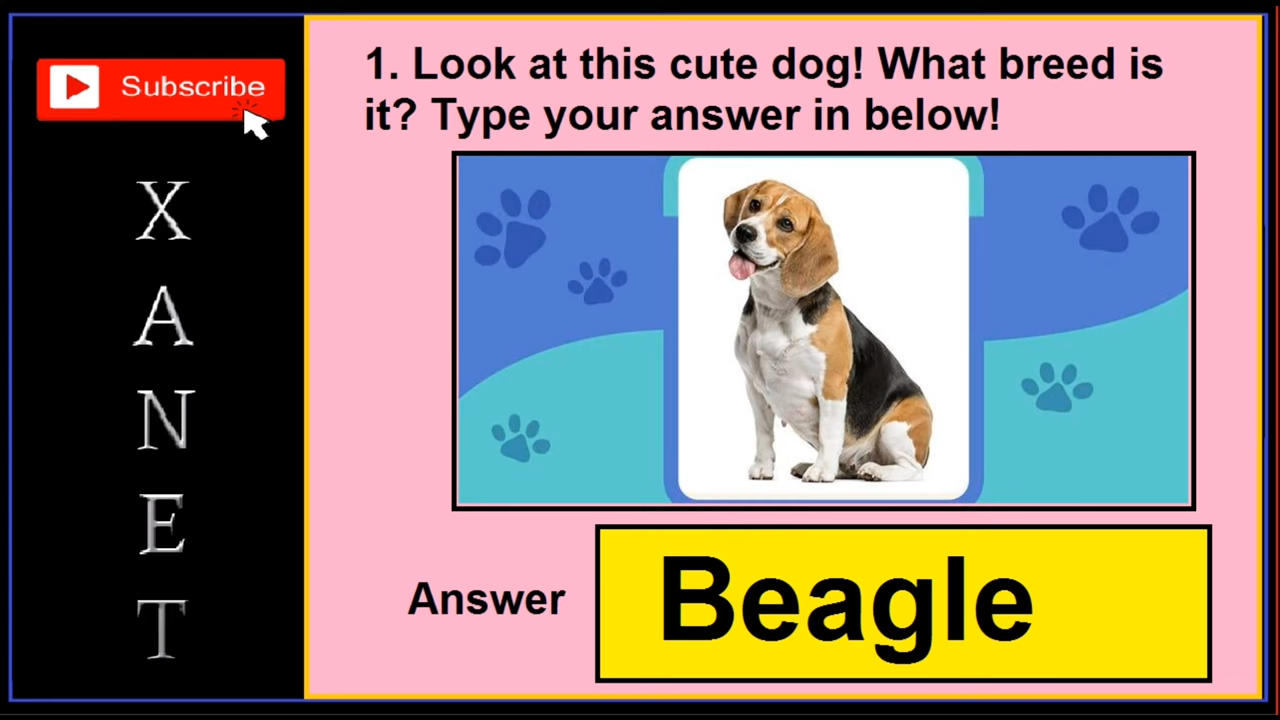 Subscribe
X
A
N
E
T
1. Look at this cute dog! What breed is
it? Type your answer in below!
Answer
Beagle